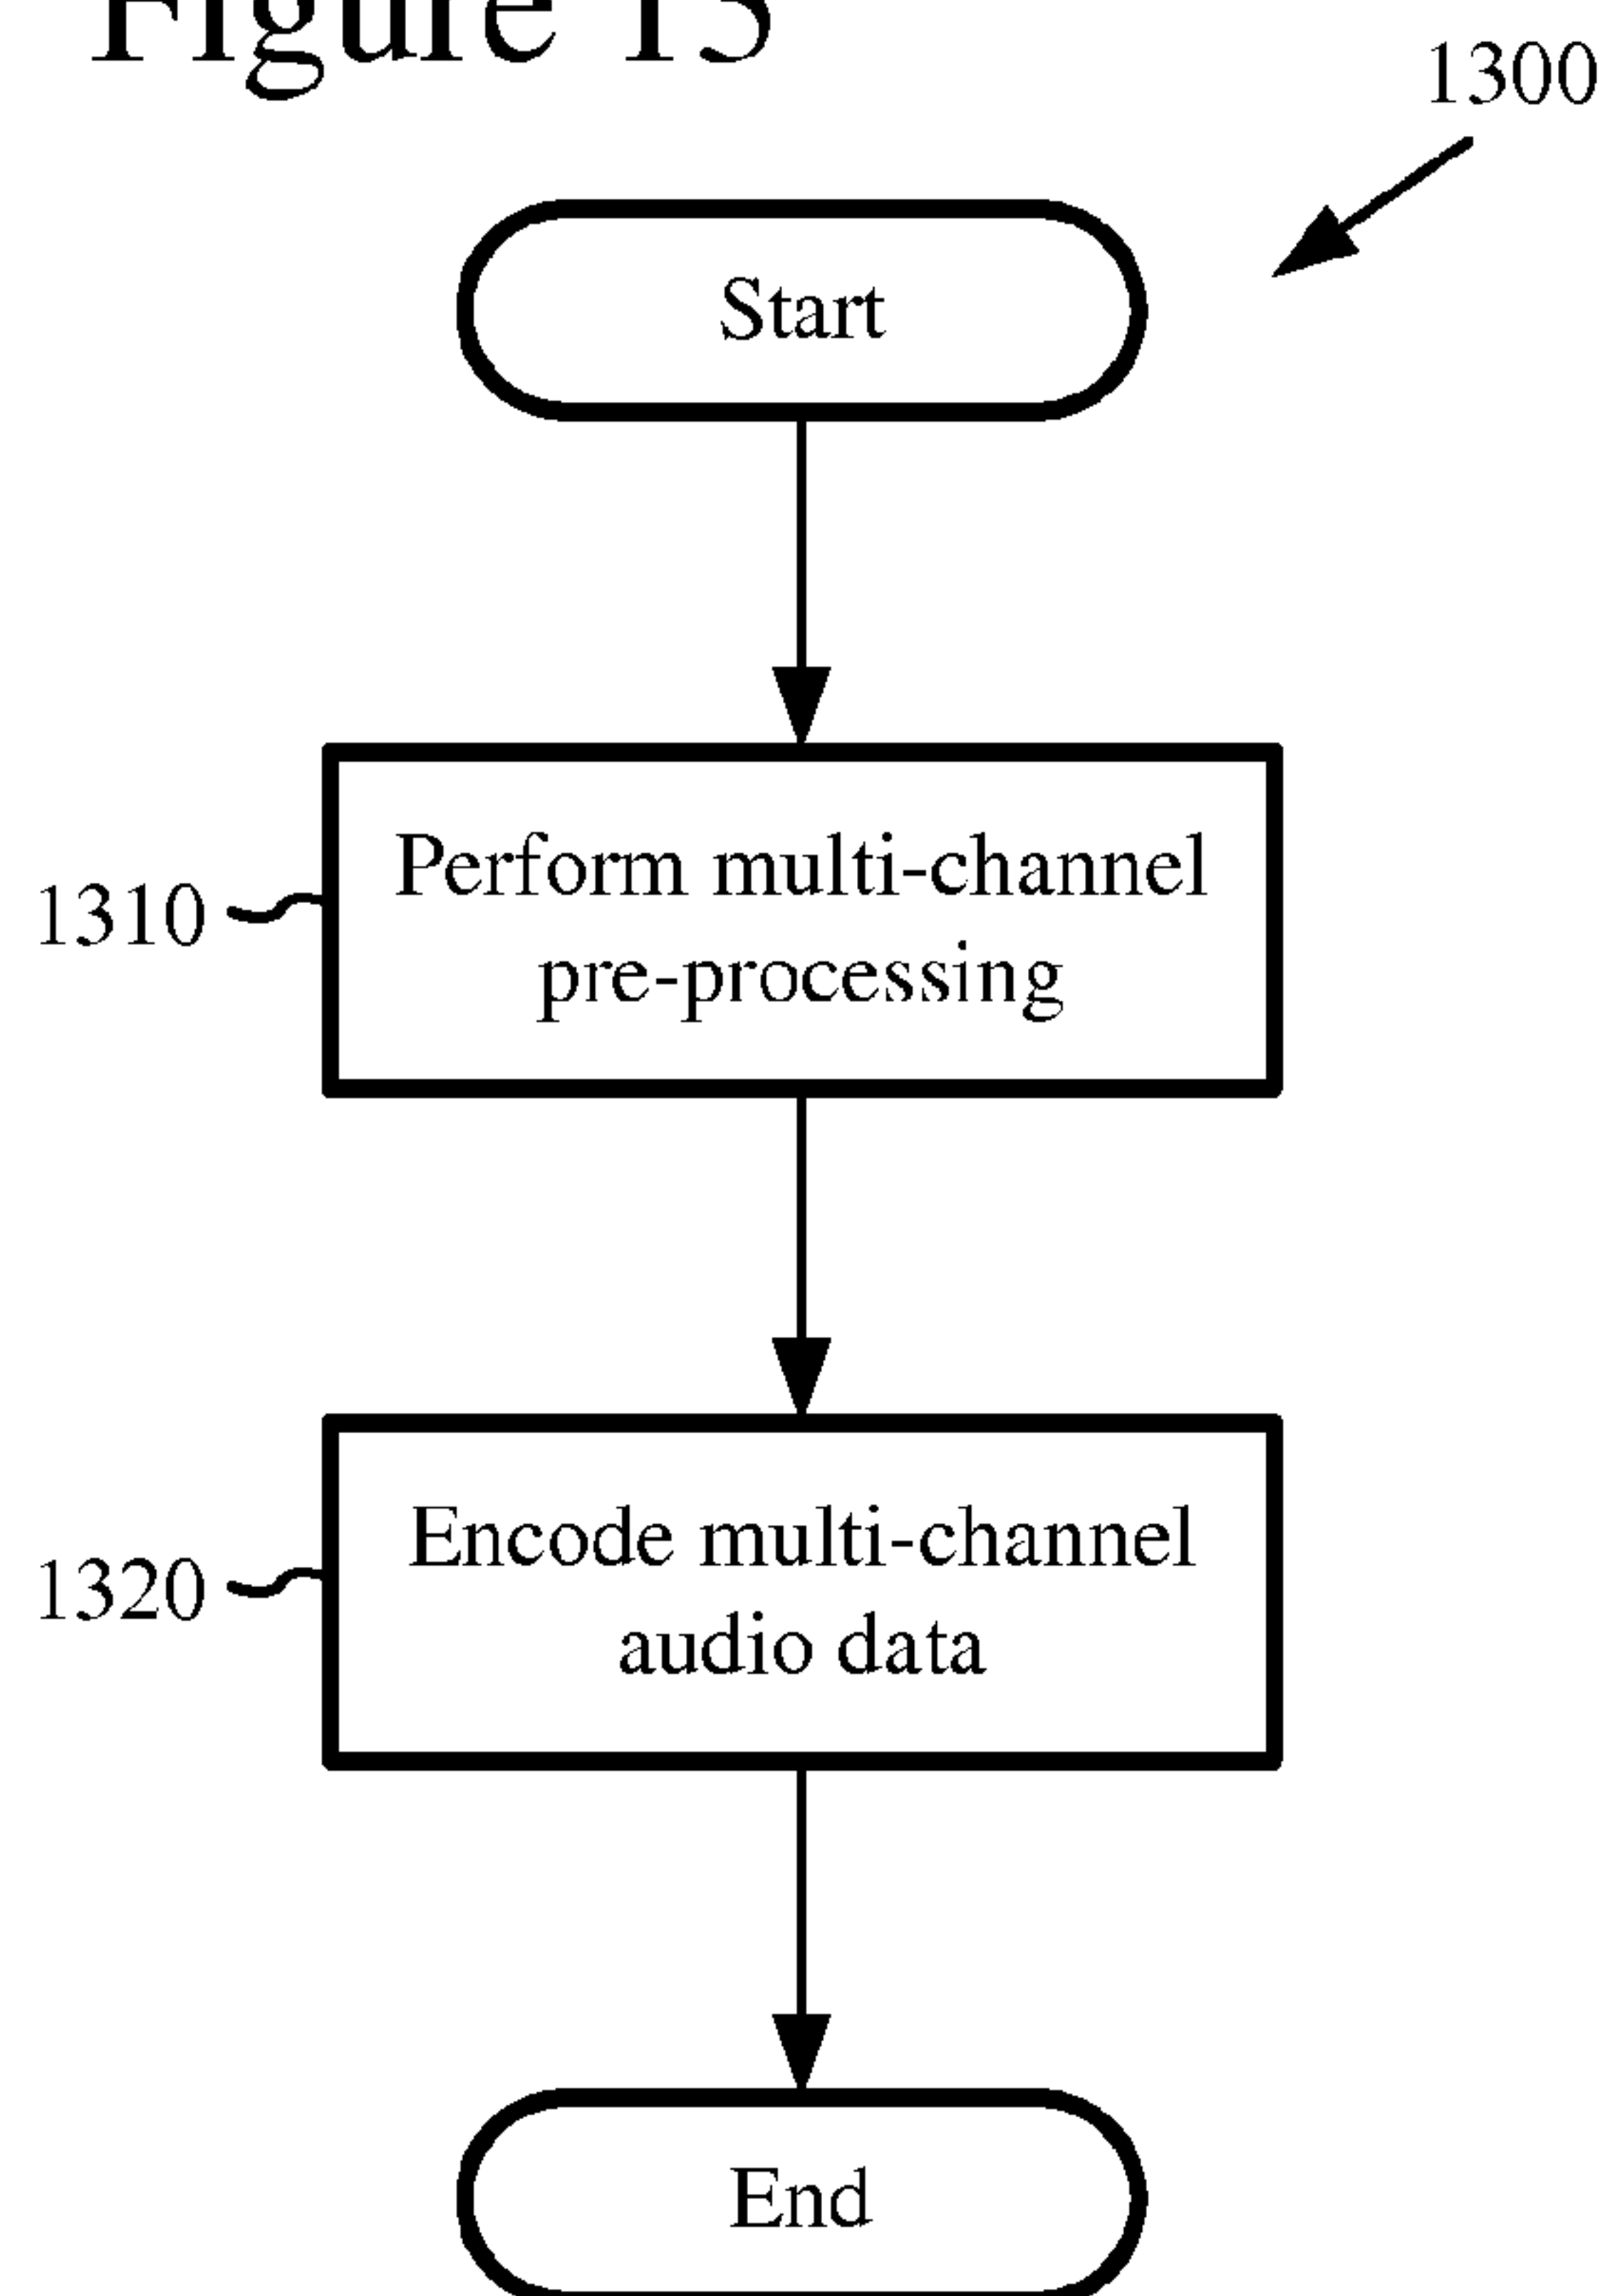 Figure 13
1300
Start
1310
Perform multi-channel
pre-processing
1320
Encode multi-channel
audio data
End